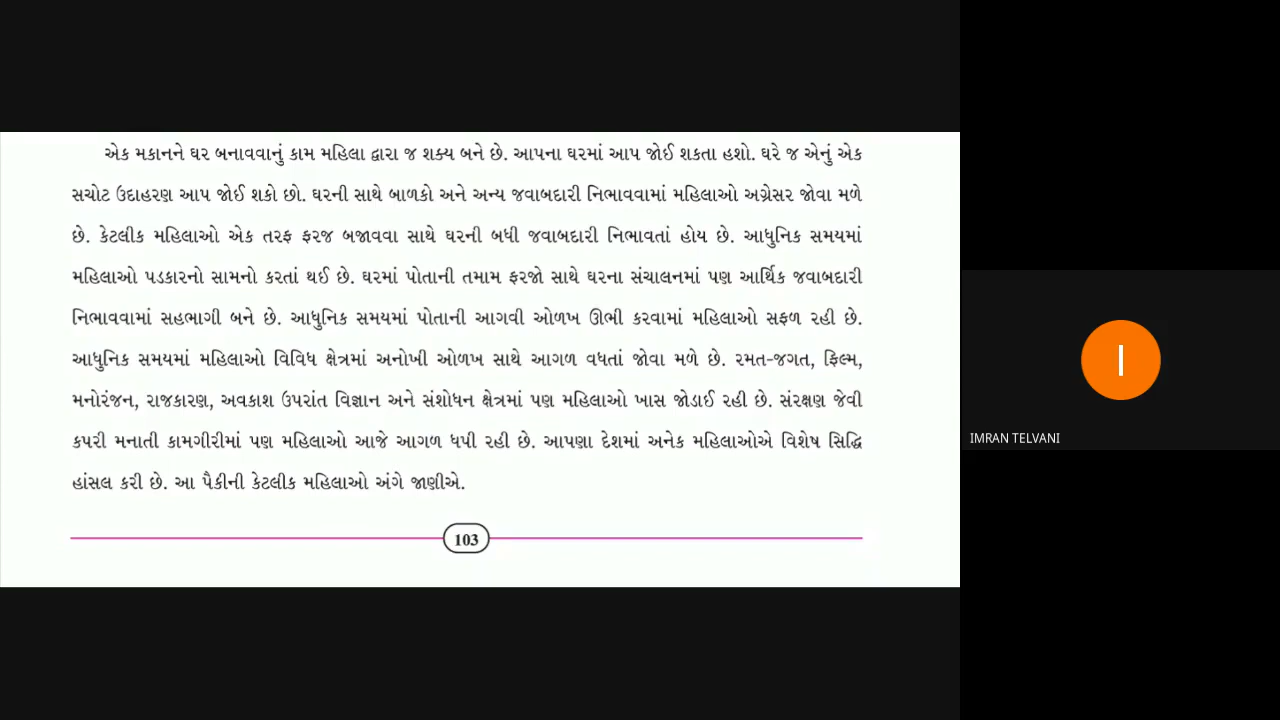 એક મકાનને ઘર બનાવવાનું કામ મહિલા દ્વારા જ શક્ય બને છે. આપના ઘરમાં આપ જોઈ શકતા હશો. ઘરે જ એનું એક
સચોટ ઉદાહરણ આપ જોઈ શકો છો. ઘરની સાથે બાળકો અને અન્ય જવાબદારી નિભાવવામાં મહિલાઓ અગ્રેસર જોવા મળે
છે. કેટલીક મહિલાઓ એક તરફ ફરજ બજાવવા સાથે ઘરની બધી જવાબદારી નિભાવતાં હોય છે. આધુનિક સમયમાં
મહિલાઓ પડકારનો સામનો કરતાં થઈ છે. ઘરમાં પોતાની તમામ ફરજો સાથે ઘરના સંચાલનમાં પણ આર્થિક જવાબદારી
નિભાવવામાં સહભાગી બને છે. આધુનિક સમયમાં પોતાની આગવી ઓળખ ઊભી કરવામાં મહિલાઓ સફળ રહી છે.
આધુનિક સમયમાં મહિલાઓ વિવિધ ક્ષેત્રમાં અનોખી ઓળખ સાથે આગળ વધતાં જોવા મળે છે. રમત-જગત, ફિલ્મ,
મનોરંજન, રાજકારણ, અવકાશ ઉપરાંત વિજ્ઞાન અને સંશોધન ક્ષેત્રમાં પણ મહિલાઓ ખાસ જોડાઈ રહી છે. સંરક્ષણ જેવી
કપરી મનાતી કામગીરીમાં પણ મહિલાઓ આજે આગળ ધપી રહી છે. આપણા દેશમાં અનેક મહિલાઓએ વિશેષ સિદ્ધિ
હાંસલ કરી છે. આ પૈકીની કેટલીક મહિલાઓ અંગે જાણીએ.
103
I
IMRAN TELVANI